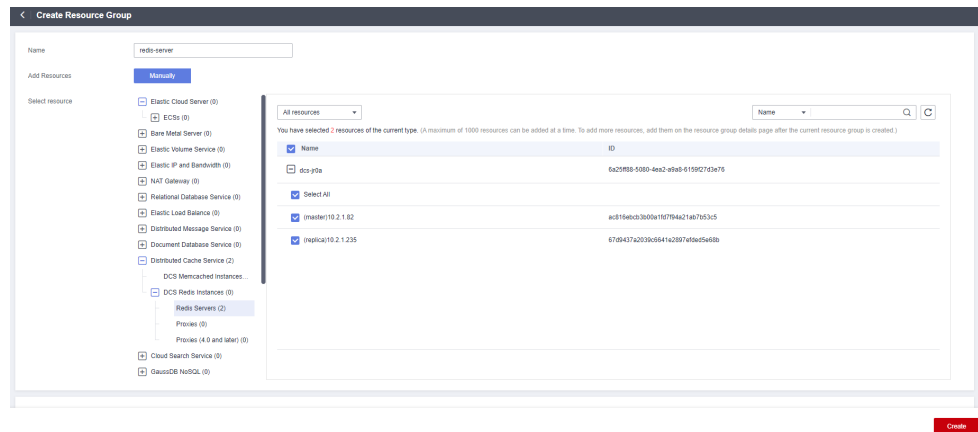 Create Resource Group
Name
redis-server
Add Resources
Manually
Select resource
Elastic Cloud Server (0)
ECSs (0)
Bare Metal Server (0)
Elastic Volume Service (0)
Elastic IP and Bandwidth (0)
NAT Gateway (0)
Relational Database Service (0)
Elastic Load Balance (0)
Distributed Message Service (0)
Document Database Service (0)
Distributed Cache Service (2)
DCS Memcached Instances...
DCS Redis Instances (0)
Redis Servers (2)
Proxies (0)
Proxies (4.0 and later) (0)
Cloud Search Service (0)
GaussDB NoSQL (0)
All resources
Name
You have selected 2 resources of the current type. (A maximum of 1000 resources can be added at a time. To add more resources, add them on the resource group details page after the current resource group is created.)
Name ID
dcs-jr0a 6a25ff88-5080-4ea2-a9a8-6159f27d3e76
Select All
(master)10.2.1.82 ac816ebcb3b00a1fd7f94a21ab7b53c5
(replica)10.2.1.235 67d9437a2039c6641e2897efded5e68b
Create